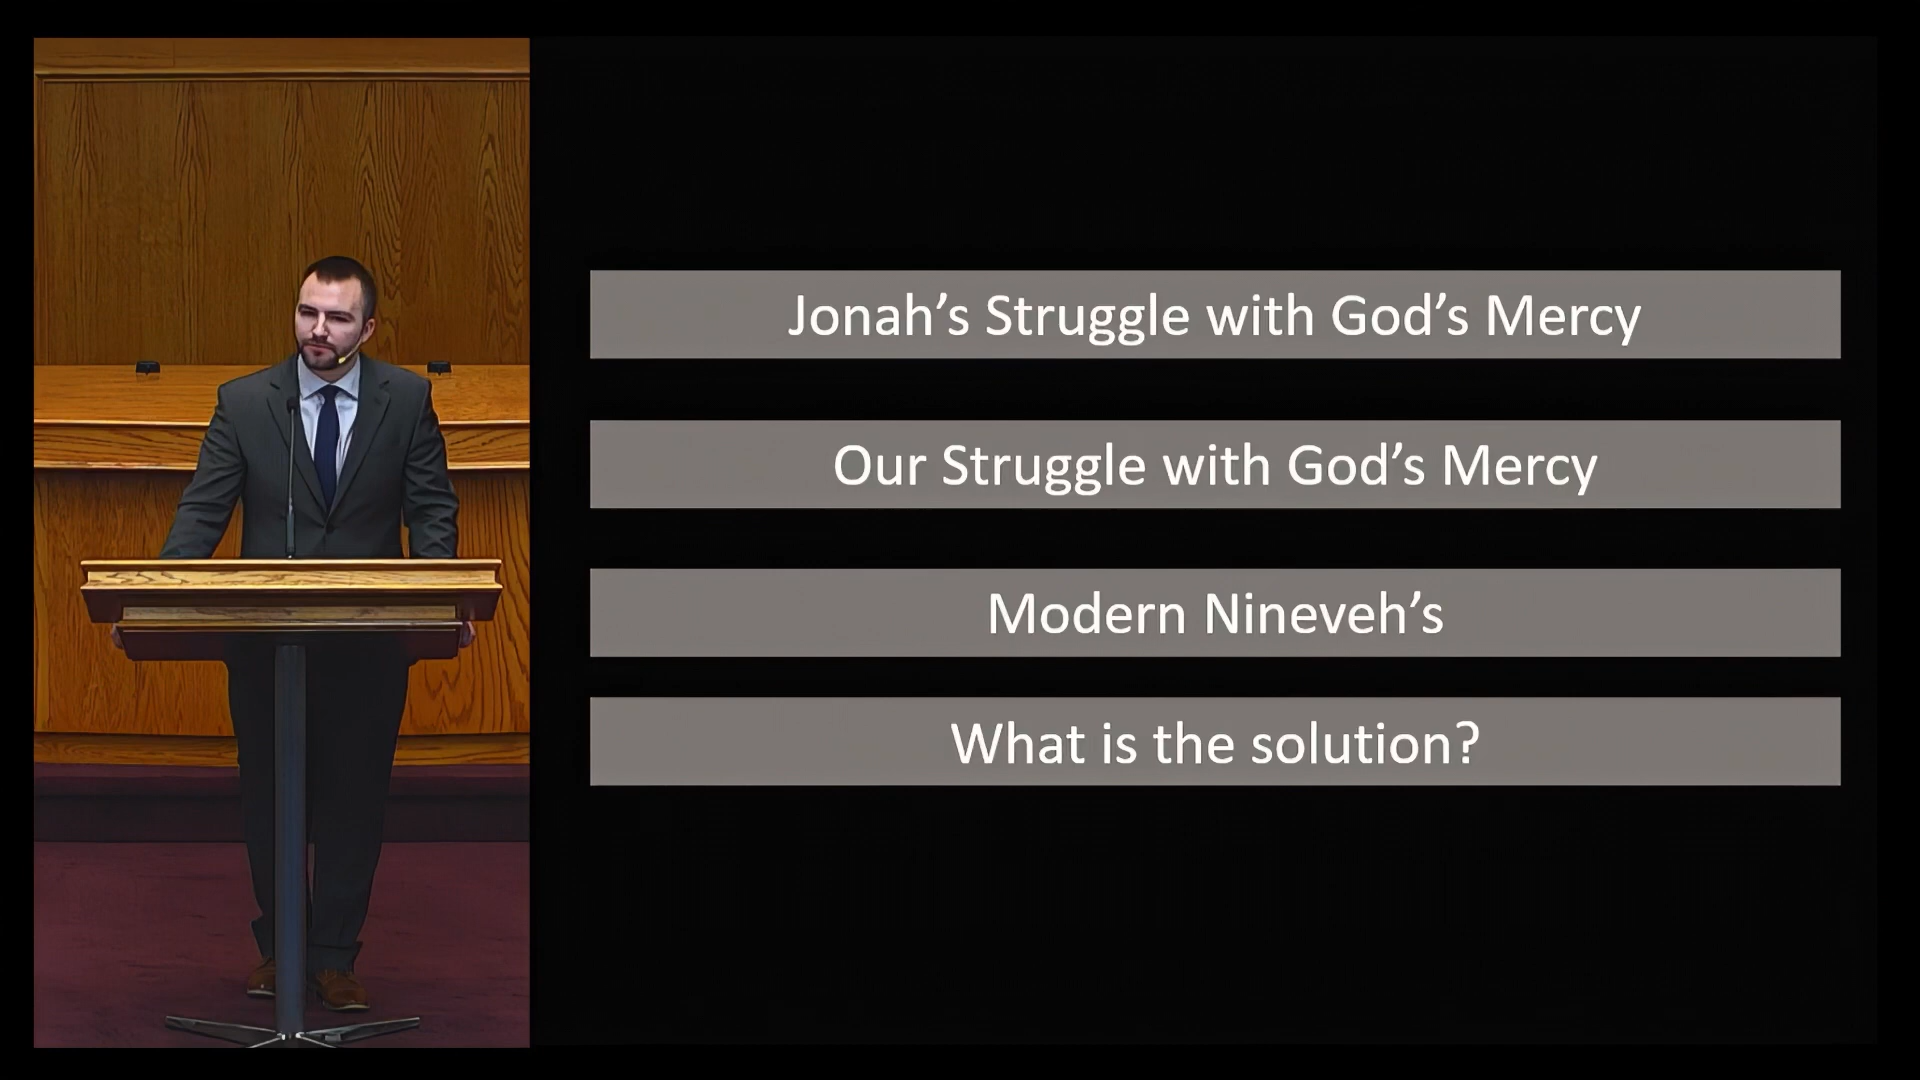 Jonah’s Struggle with God’s Mercy
Our Struggle with God’s Mercy
Modern Nineveh’s
What is the solution?